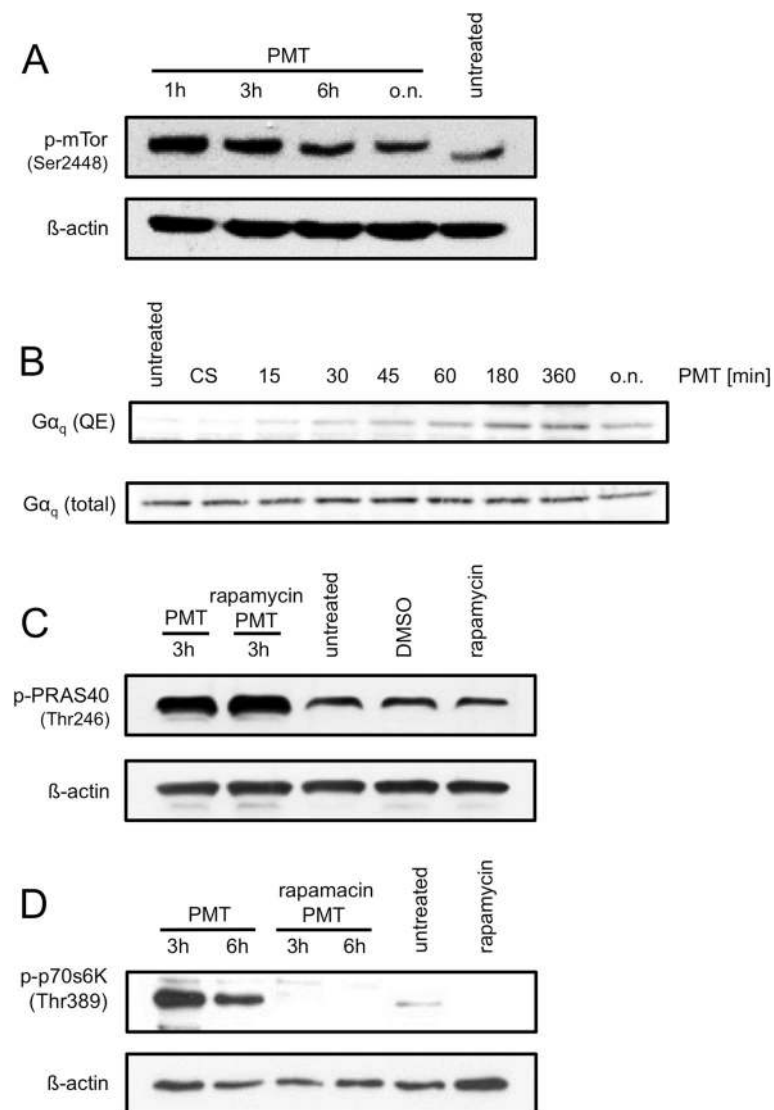 A
PMT
untreated
1h 3h 6h o.n.
p-mTor
(Ser2448)
ß-actin
B
untreated
CS 15 30 45 60 180 360 o.n. PMT [min]
Gαq (QE)
Gαq (total)
C
rapamycin
PMT PMT untreated DMSO rapamycin
3h 3h
p-PRAS40
(Thr246)
ß-actin
D
rapamacin
PMT PMT untreated rapamycin
3h 6h 3h 6h
p-p70s6K
(Thr389)
ß-actin